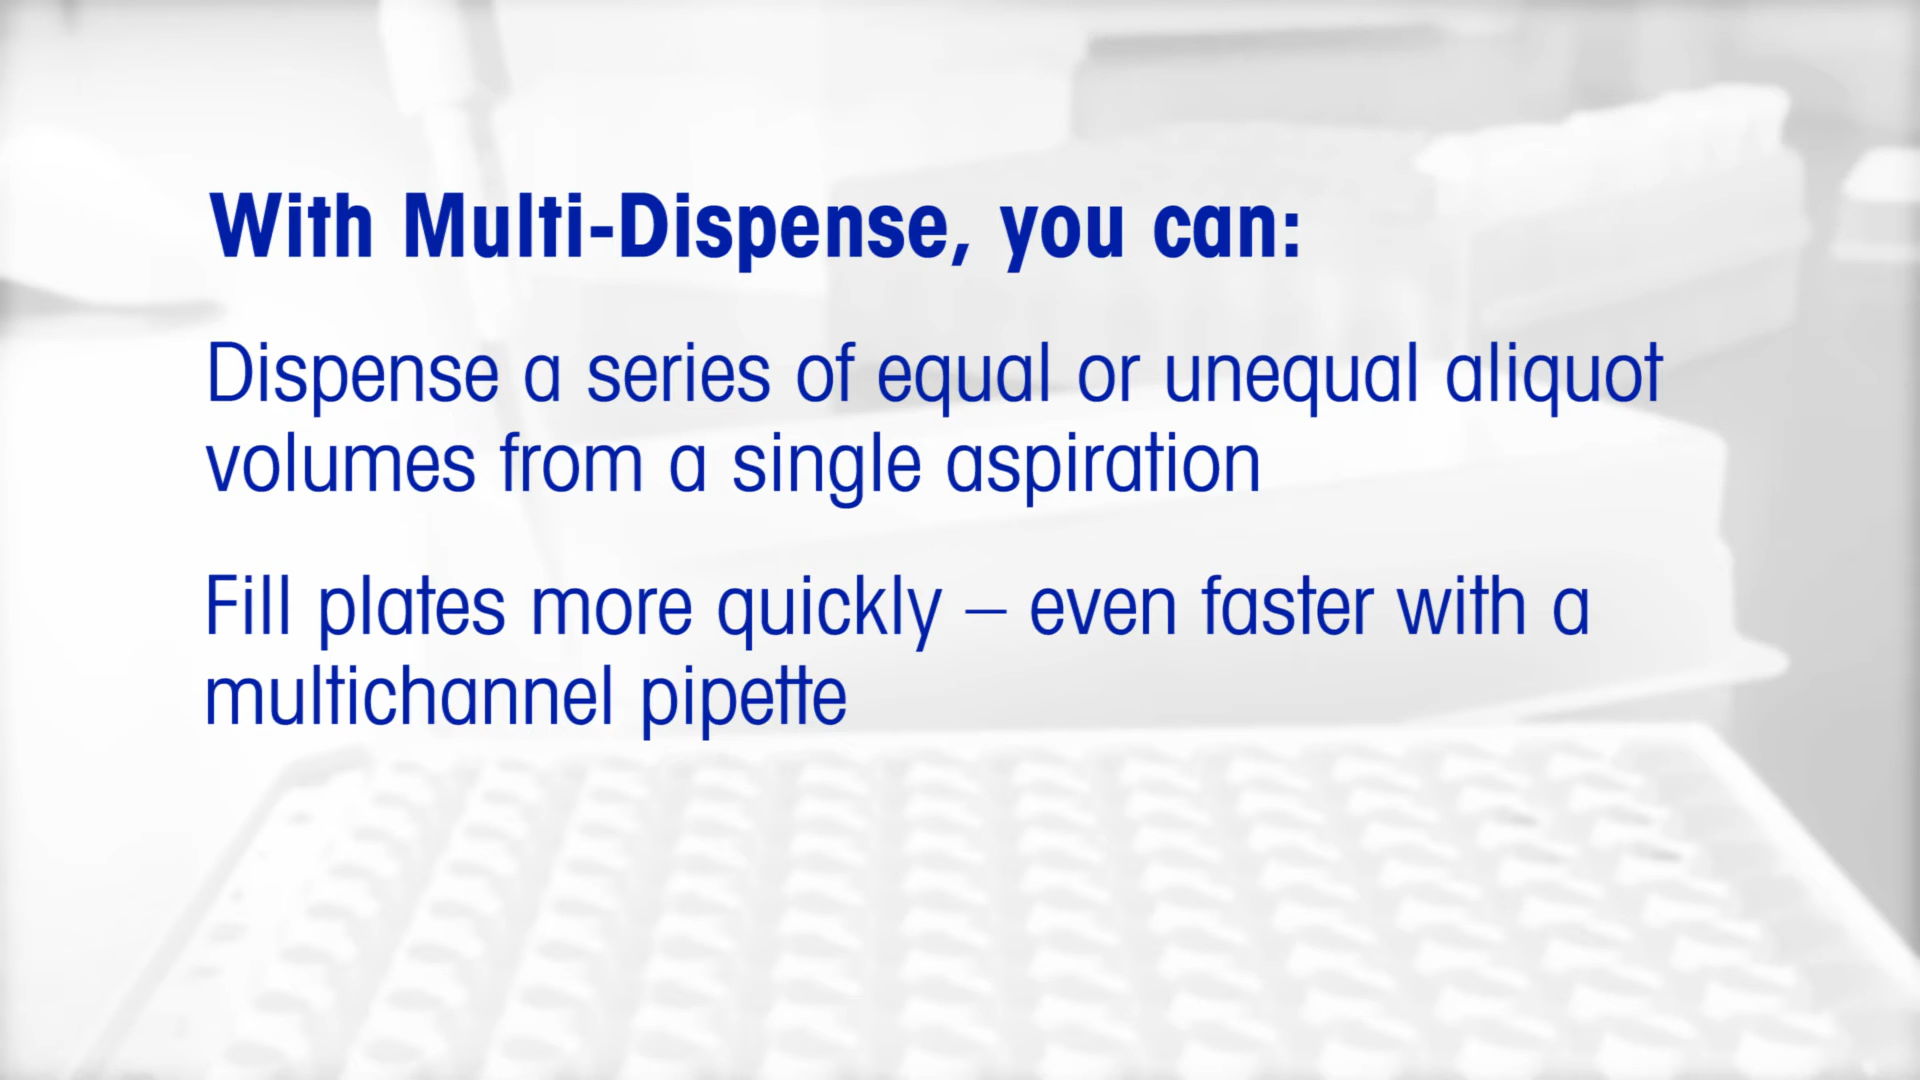 With Multi-Dispense, you can:
Dispense a series of equal or unequal aliquot
volumes from a single aspiration
Fill plates more quickly – even faster with a
multichannel pipette